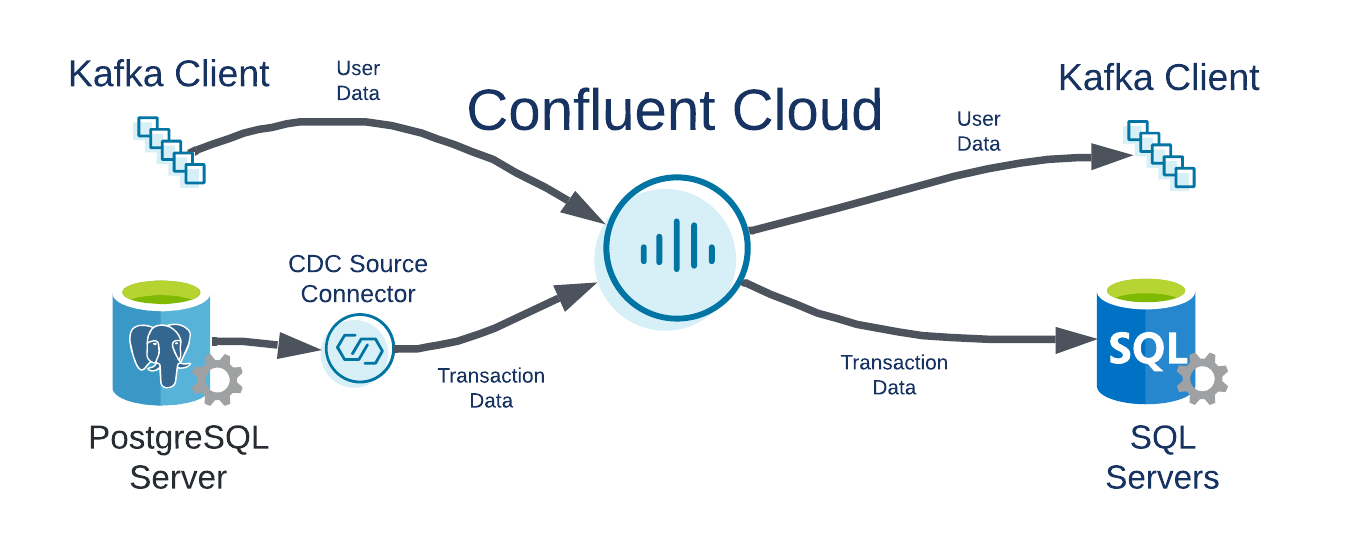 Kafka Client
User
Data
Confluent Cloud
User
Data
Kafka Client
CDC Source
Connector
Transaction
Data
Transaction
Data
SQL
PostgreSQL
Server
SQL
Servers